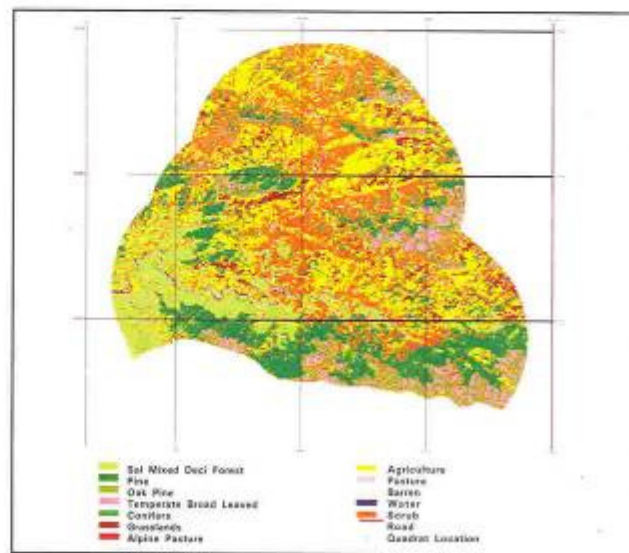 Sal Mixed Deci Forest
Pine
Oak Pine
Temperate Broad Leaved
Conifars
Grasslands
Alpine Pasture
Agriculture
Pasture
Barren
Water
Scrub
Road
Quadrat Location